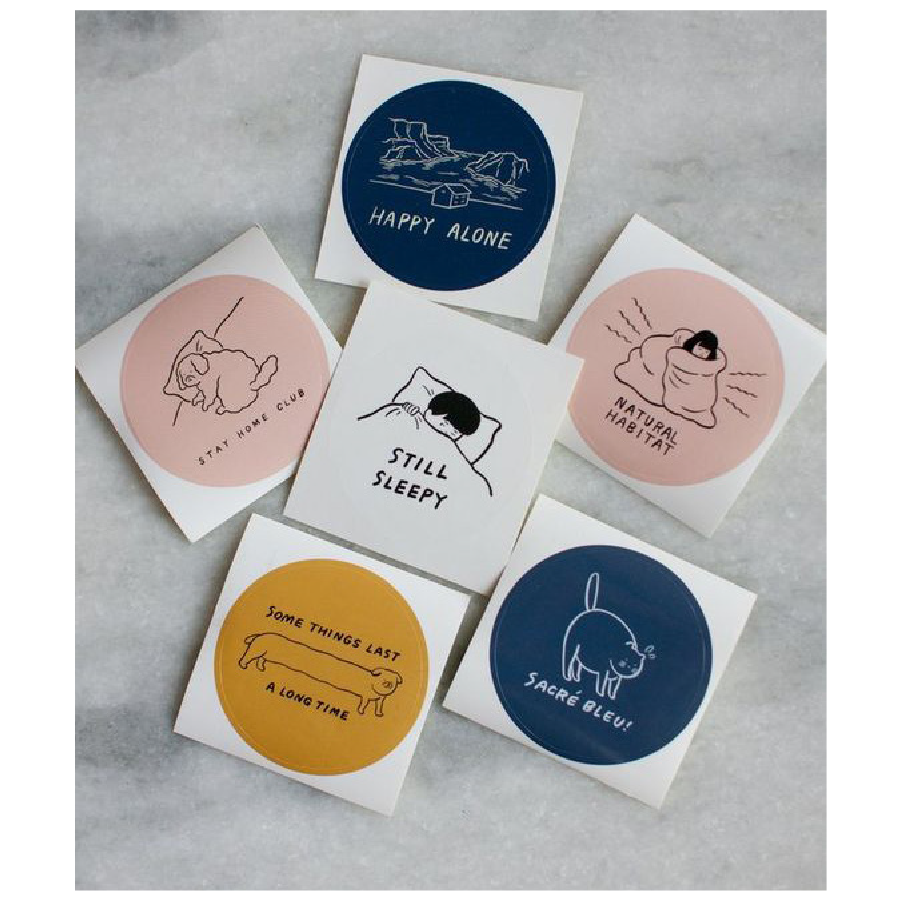 HAPPY ALONE
STAY HOME CLUB
STILL
SLEEPY
NATURAL
HABITAT
SOME THINGS LAST
A LONG TIME
SACRÉ BLEU!